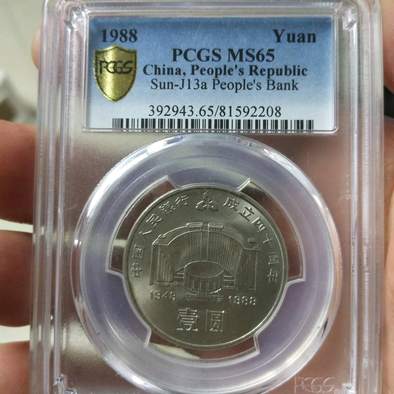 1988 Yuan
PCGS MS65
China, People's Republic
Sun-J13a People's Bank
392943.65/81592208
PCGS
中国人民银行 成立四十周年
1948 1988
壹圆
PCGS